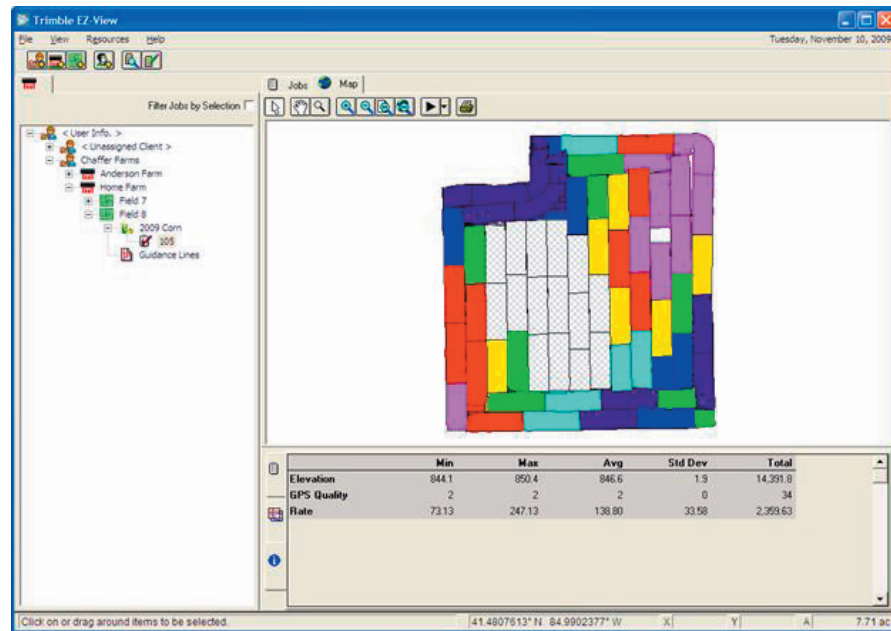 Trimble EZ-View
File View Resources Help Tuesday, November 10, 2009
Jobs Map
Filter Jobs by Selection
< User Info. >
< Unassigned Client >
Chaffer Farms
Anderson Farm
Home Farm
Field 7
Field 8
2009 Corn
105
Guidance Lines
Min Max Avg Std Dev Total
Elevation 844.1 850.4 846.6 1.9 14,391.8
GPS Quality 2 2 2 0 34
Rate 73.13 247.13 138.80 33.58 2,359.63
Click on or drag around items to be selected. 41.4807613° N 84.9902377° W X Y A 7.71 ac